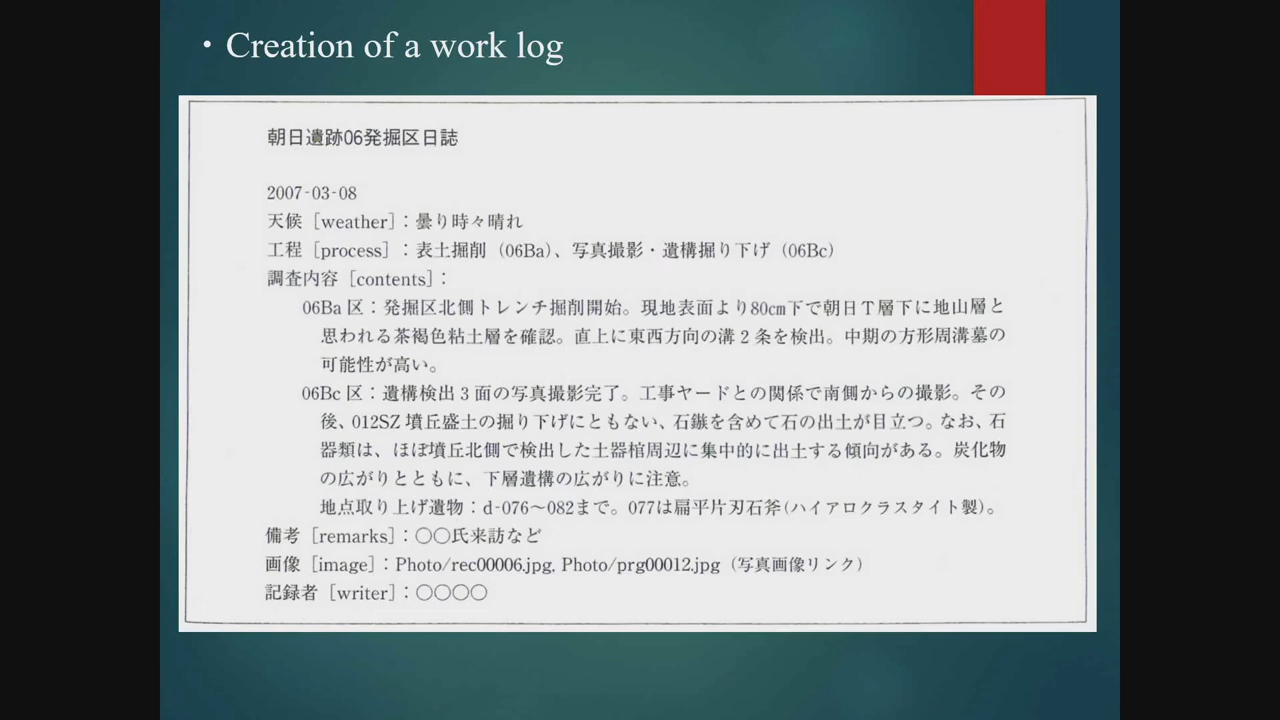 • Creation of a work log
朝日遺跡06発掘区日誌
2007-03-08
天候［weather］：曇り時々晴れ
工程［process］：表土掘削（06Ba）、写真撮影・遺構掘り下げ（06Bc）
調査内容［contents］：
06Ba 区：発掘区北側トレンチ掘削開始。現地表面より80㎝下で朝日Ｔ層下に地山層と
思われる茶褐色粘土層を確認。直上に東西方向の溝２条を検出。中期の方形周溝墓の
可能性が高い。
06Bc 区：遺構検出３面の写真撮影完了。工事ヤードとの関係で南側からの撮影。その
後、012SZ 墳丘盛土の掘り下げにともない、石鏃を含めて石の出土が目立つ。なお、石
器類は、ほぼ墳丘北側で検出した土器棺周辺に集中的に出土する傾向がある。炭化物
の広がりとともに、下層遺構の広がりに注意。
地点取り上げ遺物：d-076～082まで。077は扁平片刃石斧(ハイアロクラスタイト製)。
備考［remarks］：○○氏来訪など
画像［image］：Photo/rec00006.jpg, Photo/prg00012.jpg（写真画像リンク）
記録者［writer］：○○○○